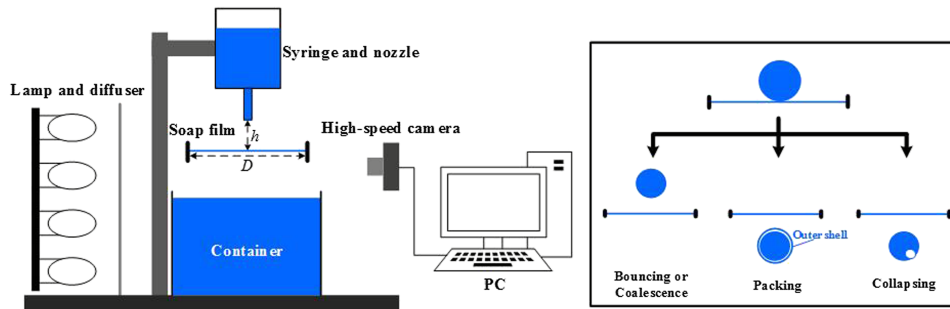 Syringe and nozzle
Lamp and diffuser
Soap film
h
High-speed camera
D
Container
PC
Outer shell
Bouncing or
Coalescence
Packing
Collapsing